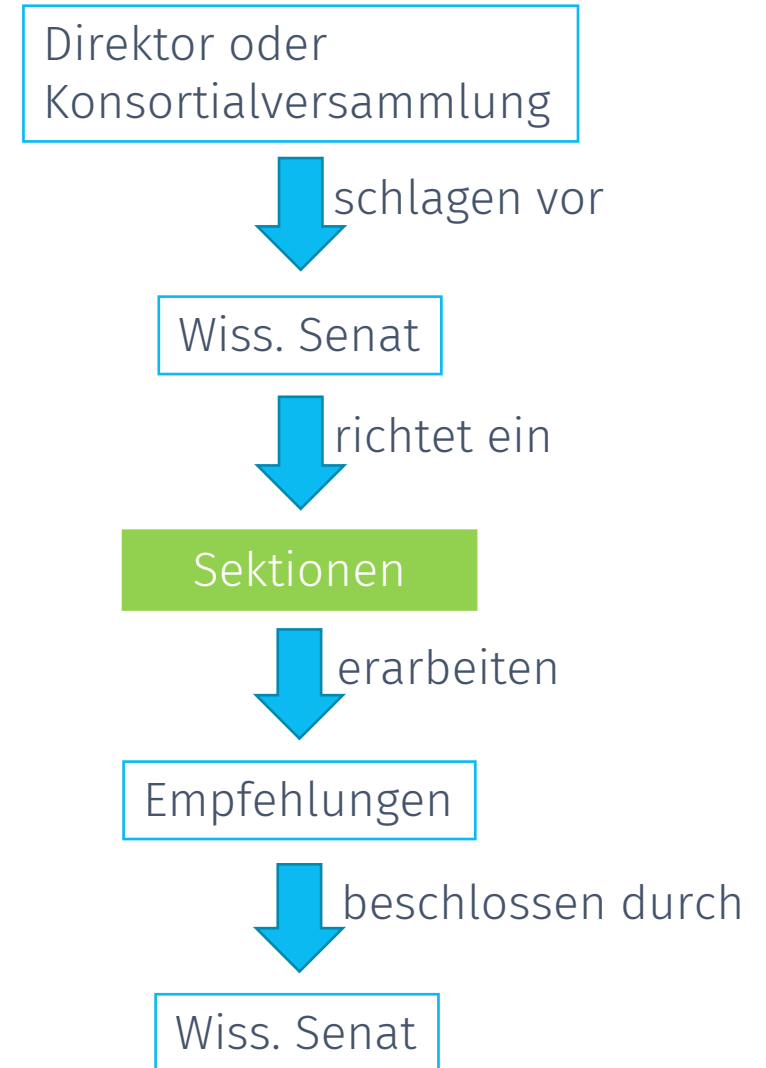 Direktor oder
Konsortialversammlung
schlagen vor
Wiss. Senat
richtet ein
Sektionen
erarbeiten
Empfehlungen
beschlossen durch
Wiss. Senat